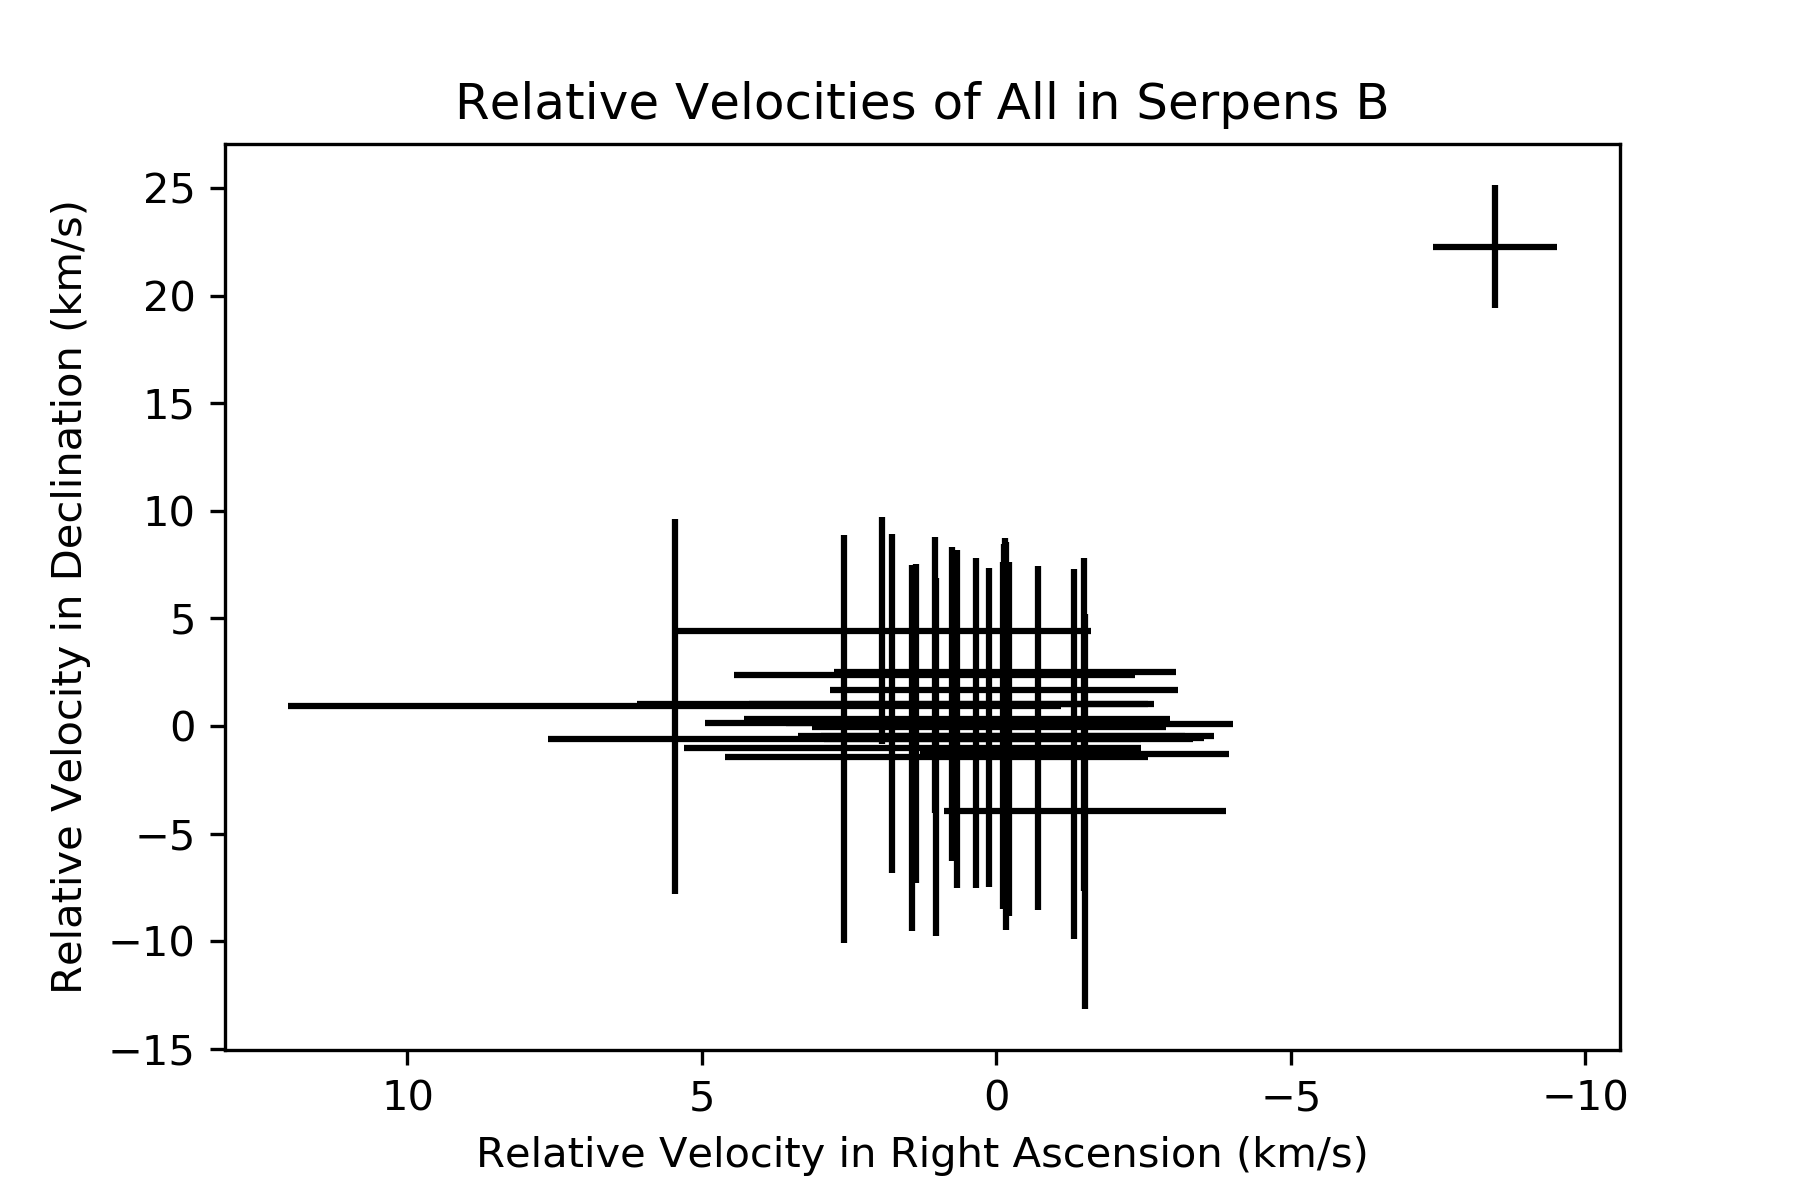 Relative Velocities of All in Serpens B
Relative Velocity in Declination (km/s)
25
20
15
10
5
0
−5
−10
−15
10 5 0 −5 −10
Relative Velocity in Right Ascension (km/s)